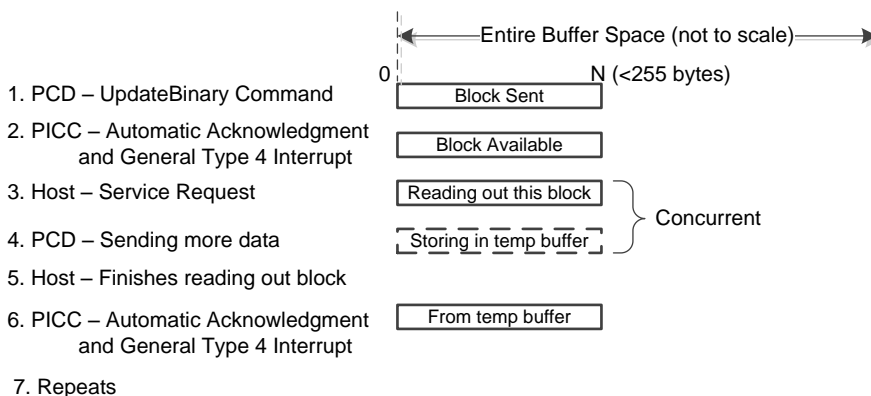 Entire Buffer Space (not to scale)
0 N (<255 bytes)
1. PCD – UpdateBinary Command Block Sent
2. PICC – Automatic Acknowledgment
and General Type 4 Interrupt Block Available
3. Host – Service Request Reading out this block
Concurrent
4. PCD – Sending more data Storing in temp buffer
5. Host – Finishes reading out block
6. PICC – Automatic Acknowledgment From temp buffer
and General Type 4 Interrupt
7. Repeats